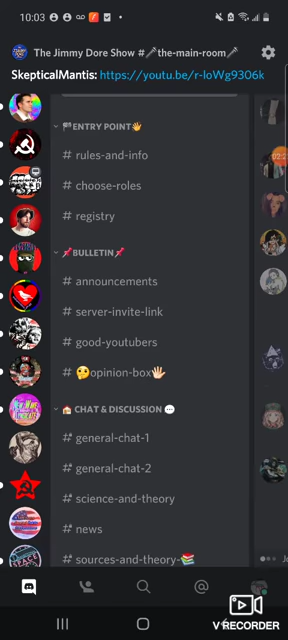 10:03
The Jimmy Dore Show #🎤the-main-room🎤
SkepticalMantis: https://youtu.be/r-loWg9306k
🏁ENTRY POINT👋
# rules-and-info
# choose-roles
# registry
📌BULLETIN📌
# announcements
# server-invite-link
# good-youtubers
# 🤔opinion-box🖐🏻
🏠 CHAT & DISCUSSION 💬
# general-chat-1
# general-chat-2
# science-and-theory
# news
# sources-and-theory-📚
V RECORDER